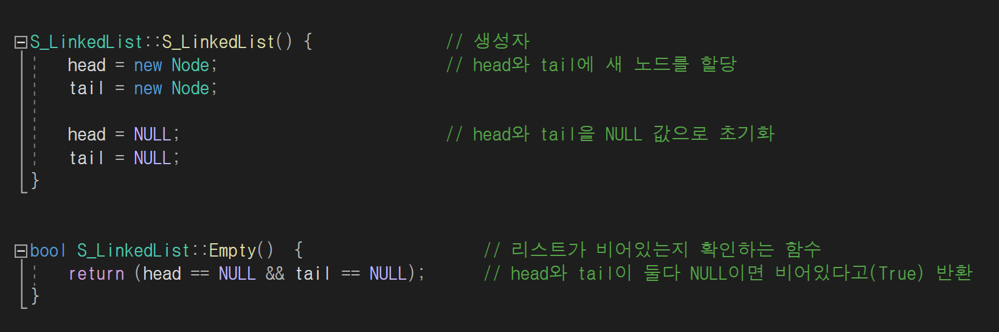 S_LinkedList::S_LinkedList() { // 생성자
head = new Node; // head와 tail에 새 노드를 할당
tail = new Node;
head = NULL; // head와 tail을 NULL 값으로 초기화
tail = NULL;
}
bool S_LinkedList::Empty() { // 리스트가 비어있는지 확인하는 함수
return (head == NULL && tail == NULL); // head와 tail이 둘다 NULL이면 비어있다고(True) 반환
}